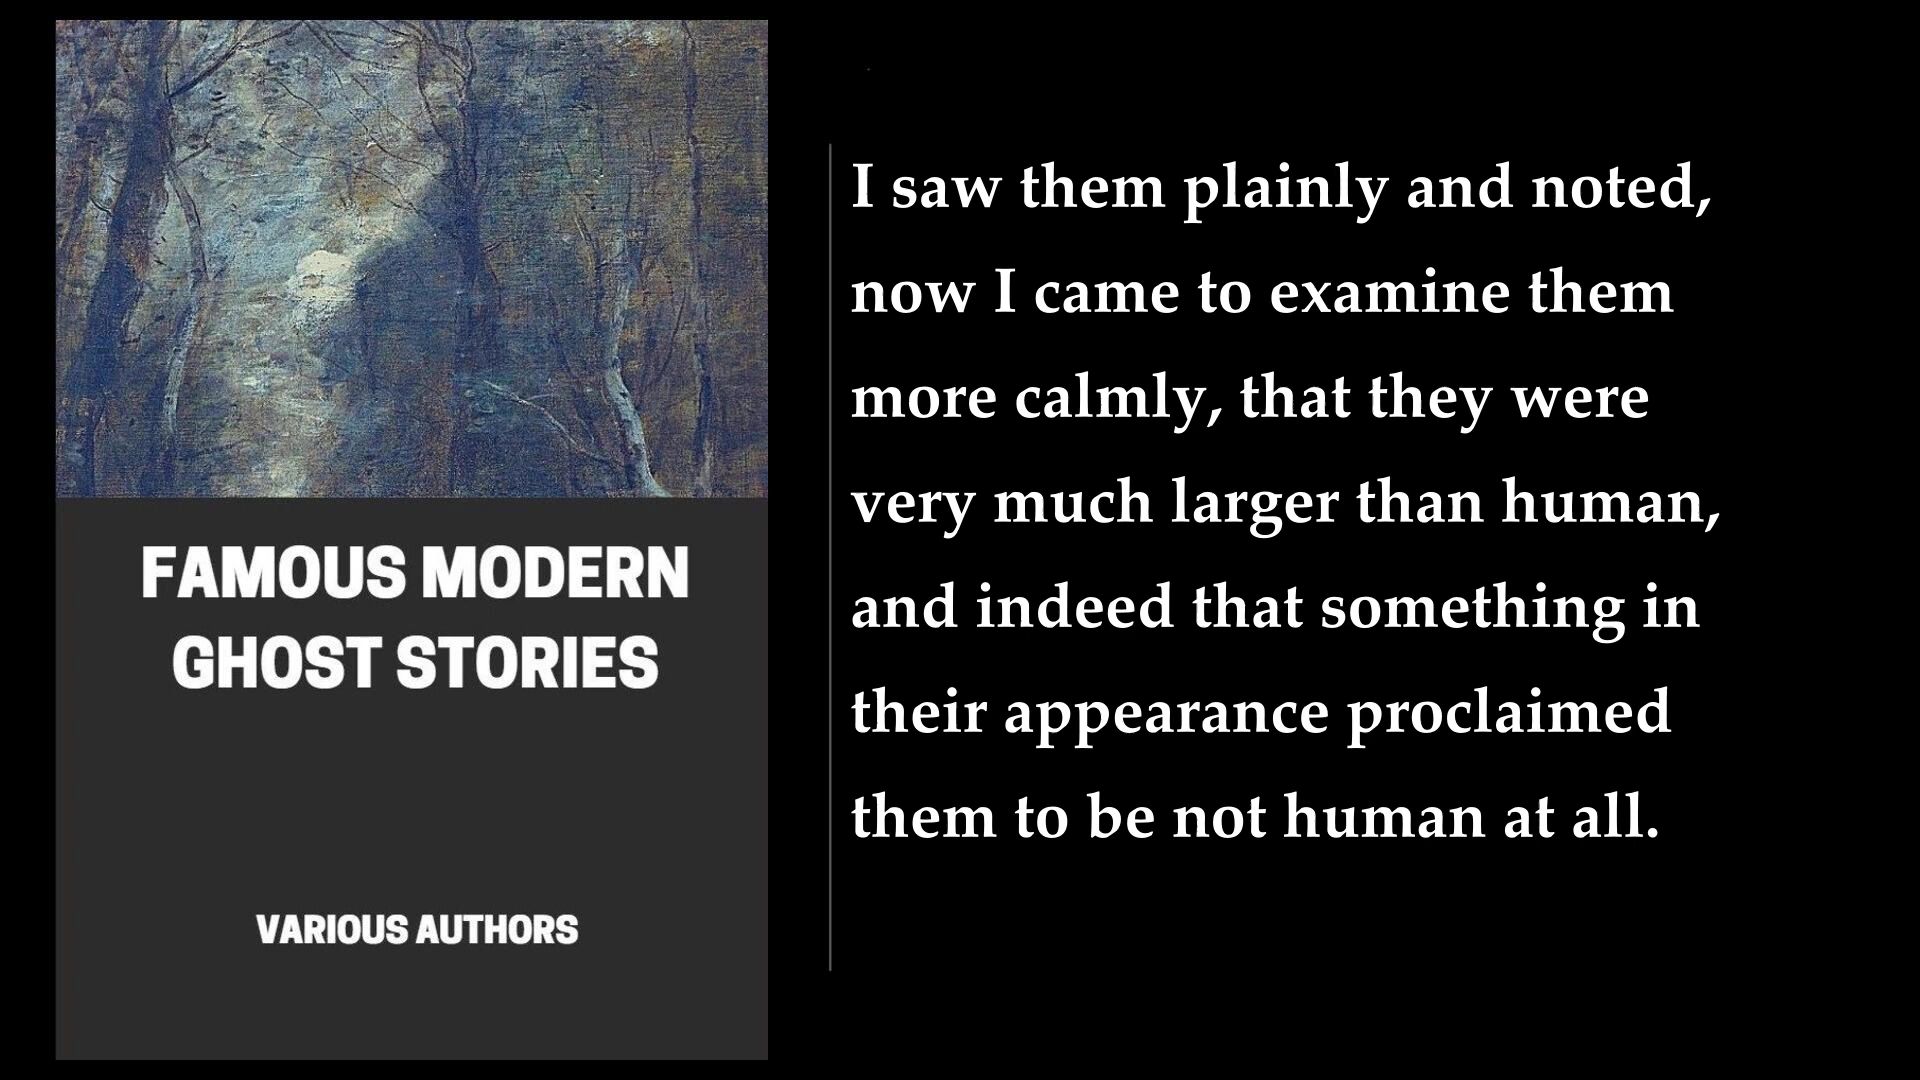 FAMOUS MODERN
GHOST STORIES
VARIOUS AUTHORS
I saw them plainly and noted,
now I came to examine them
more calmly, that they were
very much larger than human,
and indeed that something in
their appearance proclaimed
them to be not human at all.